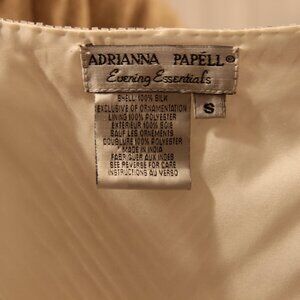 ADRIANNA PAPELL®
Evening Essentials
S
SHELL: 100% SILK
EXCLUSIVE OF ORNAMENTATION
LINING 100% POLYESTER
EXTERIEUR 100% SOIE
SAUF LES ORNEMENTS
DOUBLURE 100% POLYESTER
MADE IN INDIA
FABRIQUER AUX INDES
SEE REVERSE FOR CARE
INSTRUCTIONS AU VERSO